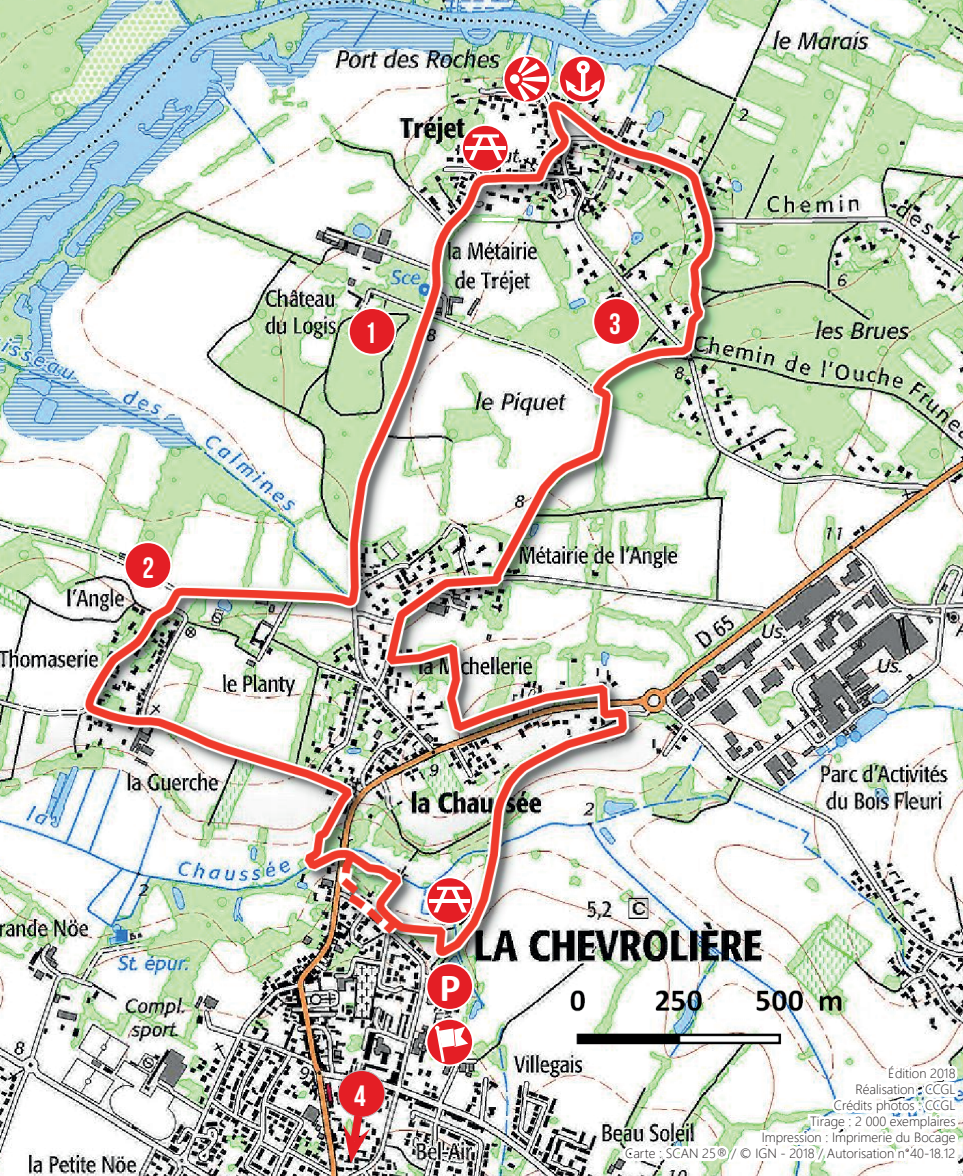 le Marais
Port des Roches
Tréjet
2
Chemin
des
la Métairie
de Tréjet
Sce
6
Château
du Logis
1
8
3
les Brues
Chemin de l'Ouche
8
le Piquet
des
Calmines
8
11
Métairie de l'Angle
2
l'Angle
D 65
Us.
Thomaserie
la Michellerie
Us.
le Planty
la Guerche
9
la Chaussée
Parc d'Activités
du Bois Fleuri
2
la
Chaussée
2
5,2
C
rande Nöe
LA CHEVROLIÈRE
St. épur.
P
0 250 500 m
Compl.
sport.
8
9
Villegais
4
Beau Soleil
Bel-Air
la Petite Nöe
10
Édition 2018
Réalisation : CCGL
Crédits photos : CCGL
Tirage : 2 000 exemplaires
Impression : Imprimerie du Bocage
Carte : SCAN 25® / © IGN - 2018 / Autorisation n°40-18.12